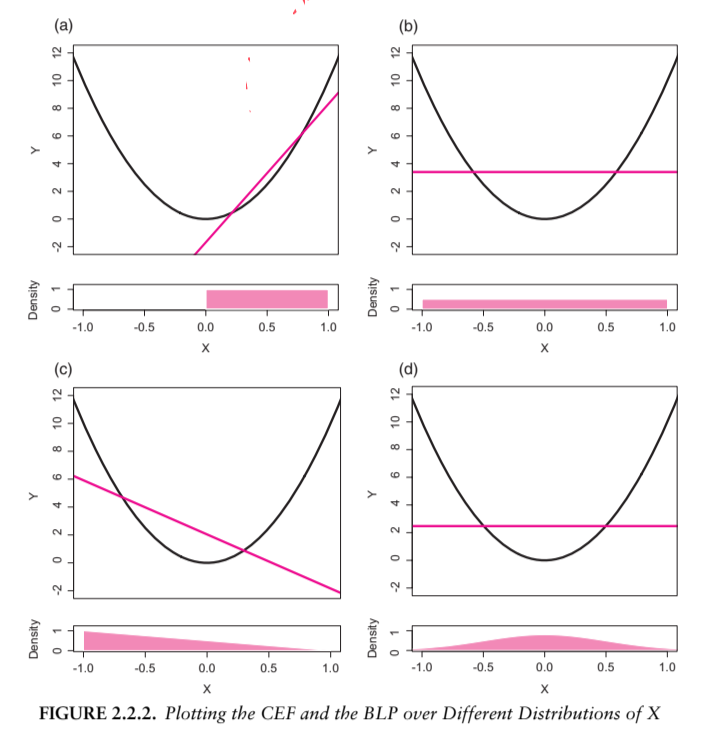 (a)
12
10
8
6
4
2
0
-2
Y
Density
1
0
-1.0 -0.5 0.0 0.5 1.0
X
(b)
12
10
8
6
4
2
0
-2
Y
Density
1
0
-1.0 -0.5 0.0 0.5 1.0
X
(c)
12
10
8
6
4
2
0
-2
Y
Density
1
0
-1.0 -0.5 0.0 0.5 1.0
X
(d)
12
10
8
6
4
2
0
-2
Y
Density
1
0
-1.0 -0.5 0.0 0.5 1.0
X
FIGURE 2.2.2. Plotting the CEF and the BLP over Different Distributions of X